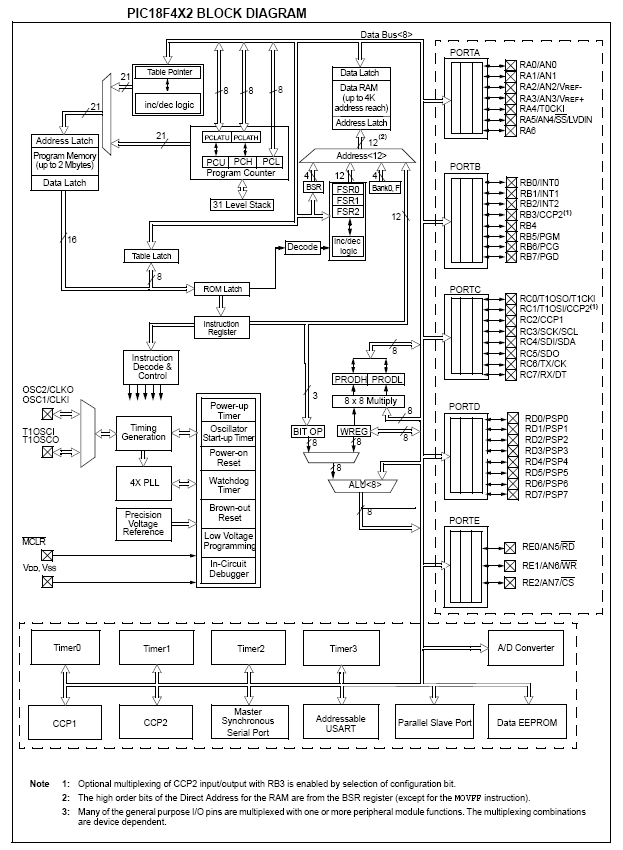 PIC18F4X2 BLOCK DIAGRAM
Data Bus<8>
PORTA
RA0/AN0
RA1/AN1
RA2/AN2/VREF-
RA3/AN3/VREF+
RA4/T0CKI
RA5/AN4/SS/LVDIN
RA6
21
Table Pointer
inc/dec logic
8
8
8
Data Latch
Data RAM
(up to 4K
address reach)
Address Latch
21
21
PCLATU
PCLATH
PCU
PCH
PCL
Program Counter
31 Level Stack
12
(2)
Address<12>
4
12
4
BSR
FSR0
FSR1
FSR2
Bank0, F
inc/dec
logic
12
Address Latch
Program Memory
(up to 2 Mbytes)
Data Latch
16
Table Latch
8
ROM Latch
Decode
Instruction
Register
PORTB
RB0/INT0
RB1/INT1
RB2/INT2
RB3/CCP2(1)
RB4
RB5/PGM
RB6/PCG
RB7/PGD
PORTC
RC0/T1OSO/T1CKI
RC1/T1OSI/CCP2(1)
RC2/CCP1
RC3/SCK/SCL
RC4/SDI/SDA
RC5/SDO
RC6/TX/CK
RC7/RX/DT
Instruction
Decode &
Control
8
PRODH
PRODL
3
8 x 8 Multiply
8
BIT OP
WREG
8
8
8
8
ALU<8>
8
OSC2/CLKO
OSC1/CLKI
T1OSCI
T1OSCO
Timing
Generation
4X PLL
Precision
Voltage
Reference
MCLR
VDD, VSS
Power-up
Timer
Oscillator
Start-up Timer
Power-on
Reset
Watchdog
Timer
Brown-out
Reset
Low Voltage
Programming
In-Circuit
Debugger
PORTD
RD0/PSP0
RD1/PSP1
RD2/PSP2
RD3/PSP3
RD4/PSP4
RD5/PSP5
RD6/PSP6
RD7/PSP7
PORTE
RE0/AN5/RD
RE1/AN6/WR
RE2/AN7/CS
Timer0
Timer1
Timer2
Timer3
A/D Converter
CCP1
CCP2
Master
Synchronous
Serial Port
Addressable
USART
Parallel Slave Port
Data EEPROM
Note 1: Optional multiplexing of CCP2 input/output with RB3 is enabled by selection of configuration bit.
2: The high order bits of the Direct Address for the RAM are from the BSR register (except for the MOVFF instruction).
3: Many of the general purpose I/O pins are multiplexed with one or more peripheral module functions. The multiplexing combinations
are device dependent.